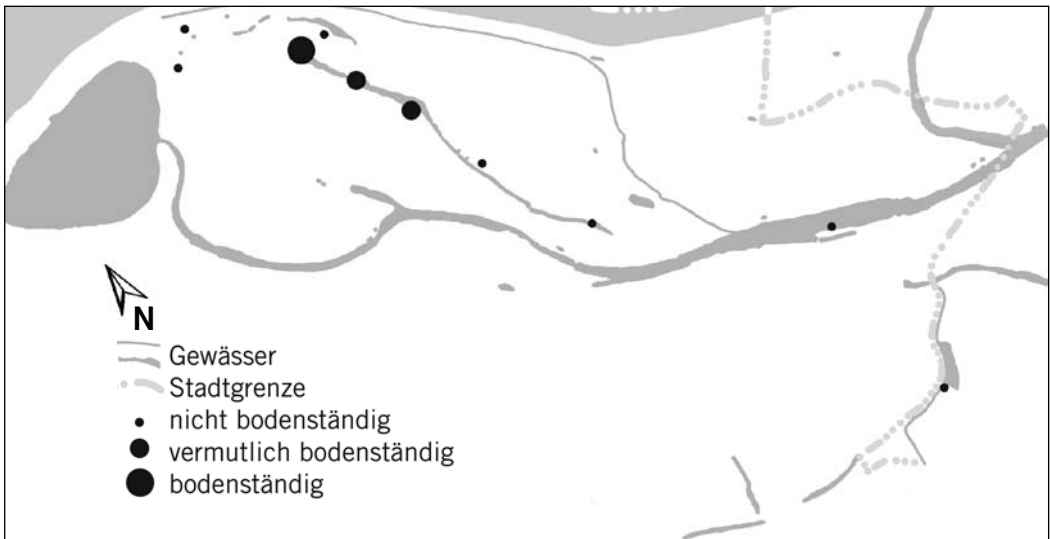 N
Gewässer
Stadtgrenze
nicht bodenständig
vermutlich bodenständig
bodenständig